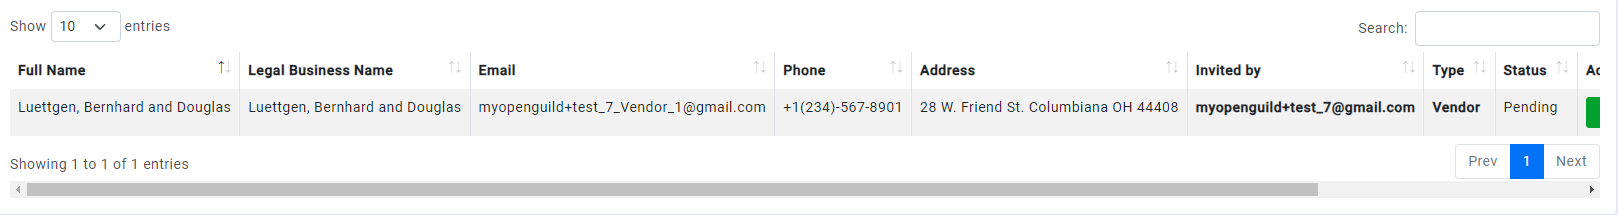 Show 10 entries
Search:
Full Name Legal Business Name Email Phone Address Invited by Type Status Ac
Luettgen, Bernhard and Douglas Luettgen, Bernhard and Douglas myopenguild+test_7_Vendor_1@gmail.com +1(234)-567-8901 28 W. Friend St. Columbiana OH 44408 myopenguild+test_7@gmail.com Vendor Pending
Showing 1 to 1 of 1 entries
Prev 1 Next